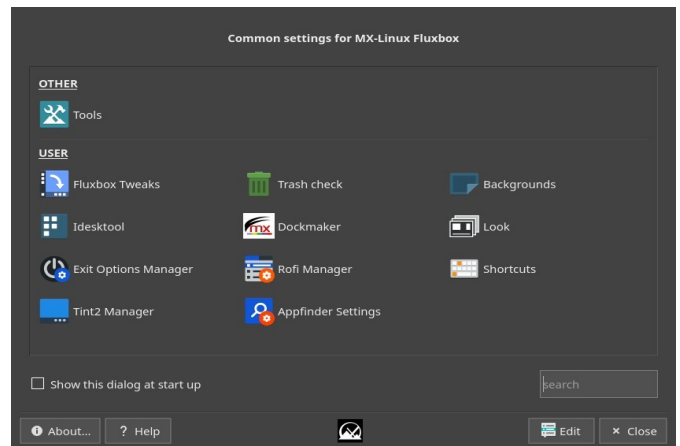 Common settings for MX-Linux Fluxbox
OTHER
Tools
USER
Fluxbox Tweaks
Trash check
Backgrounds
Idesktool
mx
Dockmaker
Look
Exit Options Manager
Rofi Manager
Shortcuts
Tint2 Manager
Appfinder Settings
Show this dialog at start up
search
About...
? Help
Edit
× Close